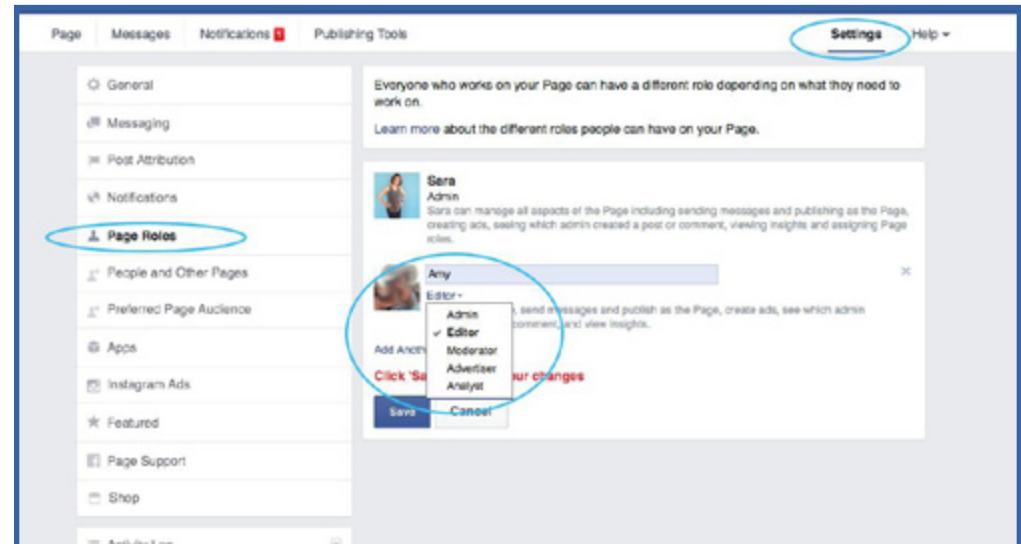 Page Messages Notifications 1 Publishing Tools Settings Help
General
Messaging
Post Attribution
Notifications
Page Roles
People and Other Pages
Preferred Page Audience
Apps
Instagram Ads
Featured
Page Support
Shop
Activity Log
Everyone who works on your Page can have a different role depending on what they need to
work on.
Learn more about the different roles people can have on your Page.
Sara
Admin
Sara can manage all aspects of the Page including sending messages and publishing as the Page,
creating ads, seeing which admin created a post or comment, viewing insights and assigning Page
roles.
Amy
Editor
send messages and publish as the Page, create ads, see which admin
comment, and view insights.
Admin
Editor
Moderator
Advertiser
Analyst
Add
Click 'Sa ur changes
Save Cancel